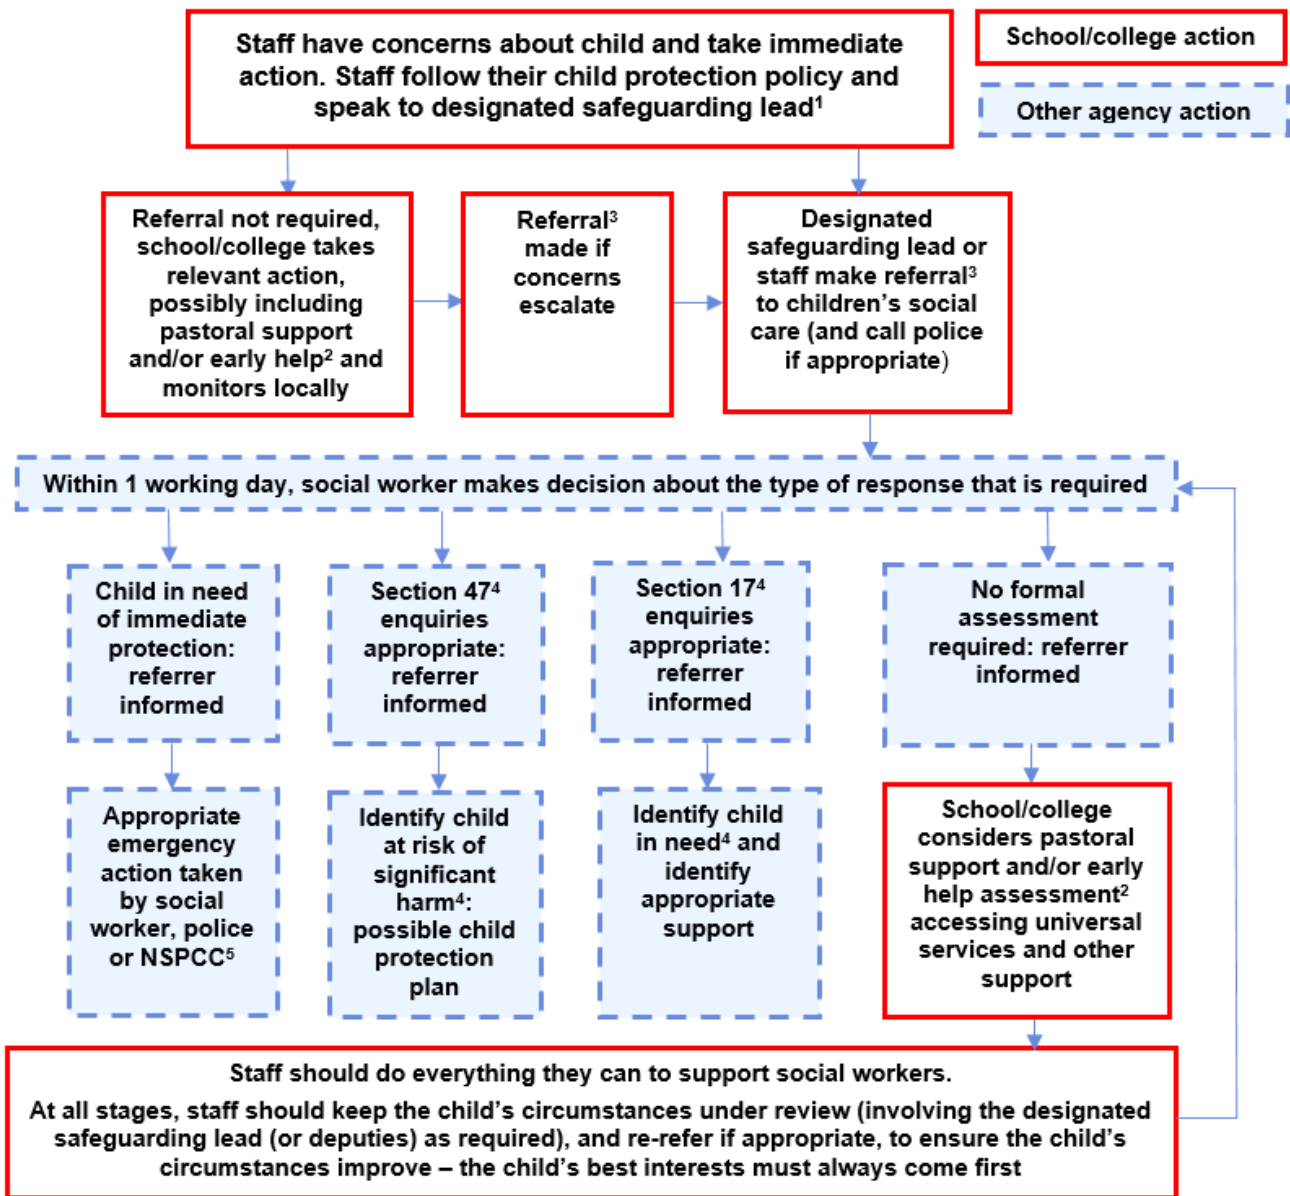 Staff have concerns about child and take immediate
action. Staff follow their child protection policy and
speak to designated safeguarding lead¹
School/college action
Other agency action
Referral not required,
school/college takes
relevant action,
possibly including
pastoral support
and/or early help² and
monitors locally
Referral³
made if
concerns
escalate
Designated
safeguarding lead or
staff make referral³
to children’s social
care (and call police
if appropriate)
Within 1 working day, social worker makes decision about the type of response that is required
Child in need
of immediate
protection:
referrer
informed
Section 47⁴
enquiries
appropriate:
referrer
informed
Section 17⁴
enquiries
appropriate:
referrer
informed
No formal
assessment
required: referrer
informed
Appropriate
emergency
action taken
by social
worker, police
or NSPCC⁵
Identify child
at risk of
significant
harm⁴:
possible child
protection
plan
Identify child
in need⁴ and
identify
appropriate
support
School/college
considers pastoral
support and/or early
help assessment²
accessing universal
services and other
support
Staff should do everything they can to support social workers.
At all stages, staff should keep the child’s circumstances under review (involving the designated
safeguarding lead (or deputies) as required), and re-refer if appropriate, to ensure the child’s
circumstances improve – the child’s best interests must always come first